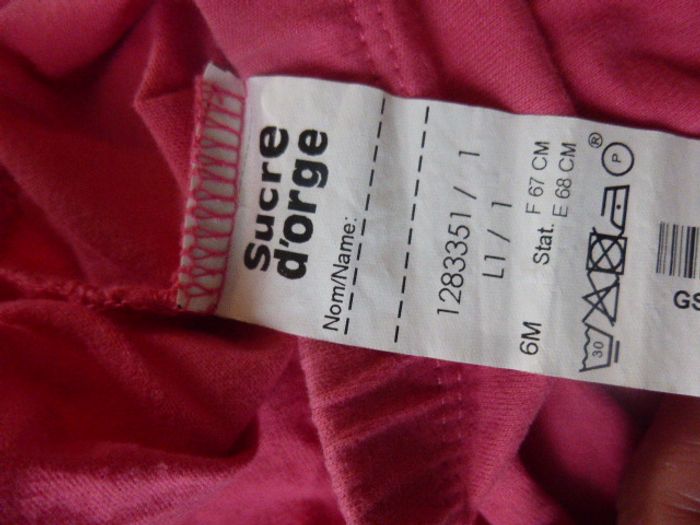 Sucre
d'orge
Nom/Name:
1283351 / 1
L1 / 1
Stat. F 67 CM
E 68 CM
6M
30
P
®
GS